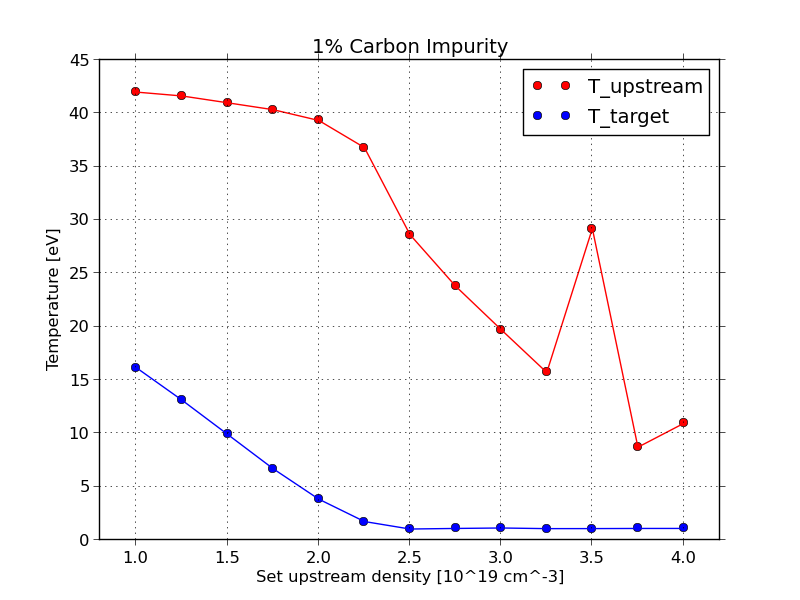 1% Carbon Impurity
T_upstream
T_target
Temperature [eV]
45
40
35
30
25
20
15
10
5
0
1.0 1.5 2.0 2.5 3.0 3.5 4.0
Set upstream density [10^19 cm^-3]